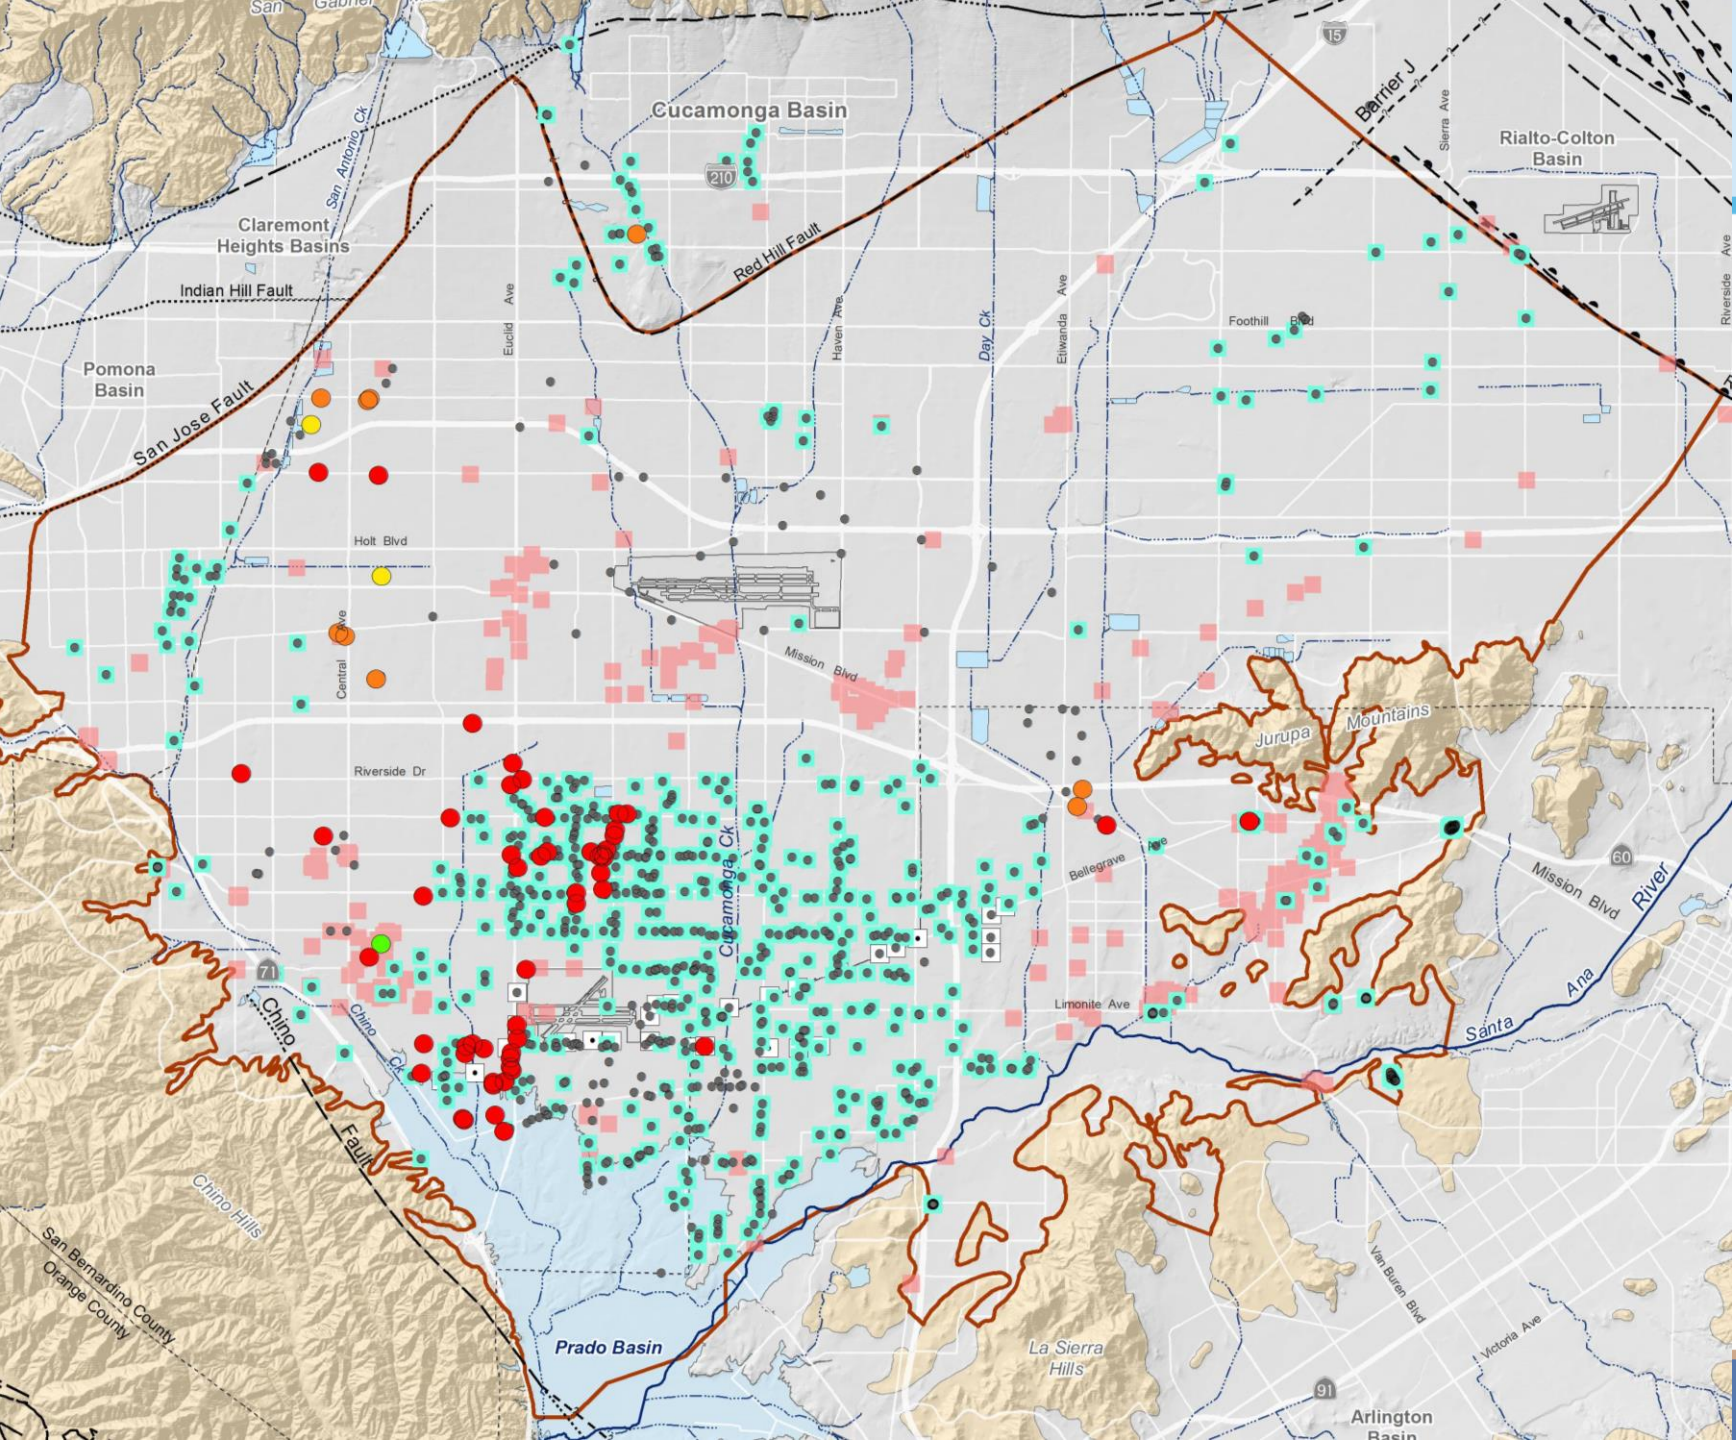 San Gabriel
15
Barrier J
Sierra Ave
Cucamonga Basin
Rialto-Colton
Basin
San Antonio Ck
210
Claremont
Heights Basins
Red Hill Fault
Riverside Ave
Indian Hill Fault
Euclid Ave
Haven Ave
Day Ck
Etiwanda Ave
Foothill Blvd
Pomona
Basin
San Jose Fault
Holt Blvd
Central Ave
Mission Blvd
Jurupa Mountains
Riverside Dr
Cucamonga Ck
Bellegrave Ave
60
Mission Blvd
Santa Ana River
71
Chino Fault
Chino Ck
Limonite Ave
Chino Hills
San Bernardino County
Orange County
Van Buren Blvd
Victoria Ave
Prado Basin
La Sierra
Hills
91
Arlington
Basin